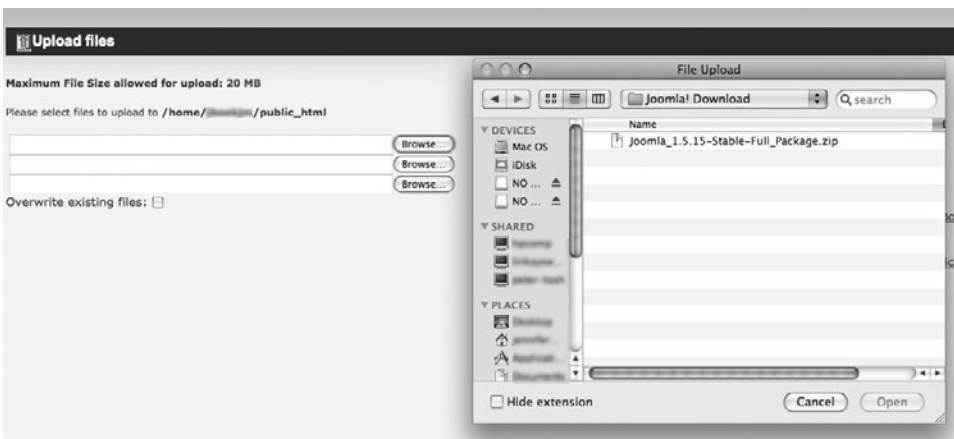 Upload files
Maximum File Size allowed for upload: 20 MB
Please select files to upload to /home/ /public_html
Browse...
Browse...
Browse...
Overwrite existing files:
File Upload
Joomla! Download
search
Name
Joomla_1.5.15-Stable-Full_Package.zip
DEVICES
Mac OS
iDisk
NO ...
NO ...
SHARED
PLACES
Hide extension
Cancel
Open